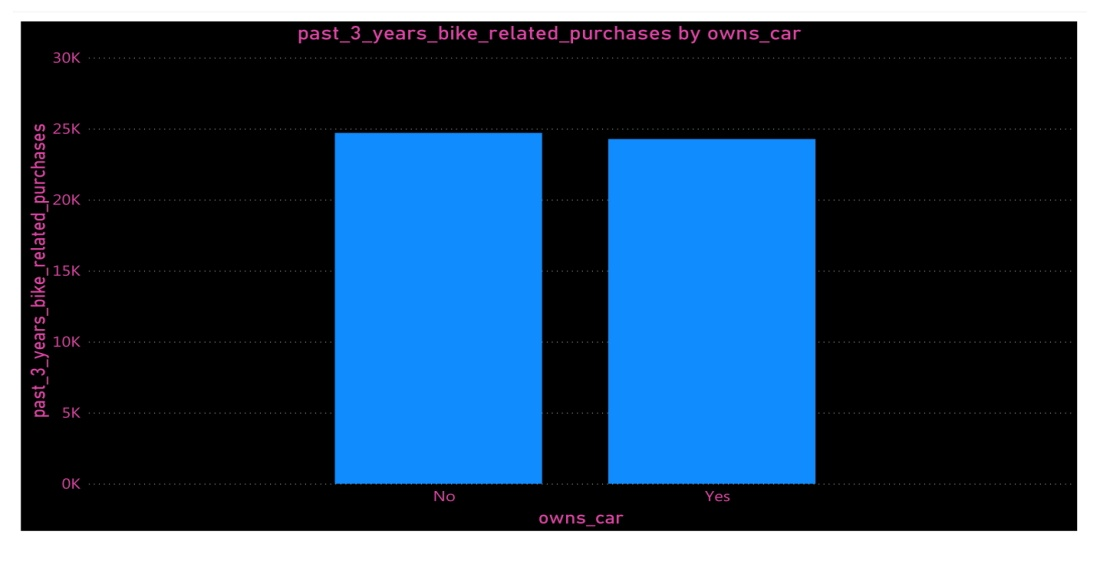 past_3_years_bike_related_purchases by owns_car
past_3_years_bike_related_purchases
30K
25K
20K
15K
10K
5K
0K
No
Yes
owns_car